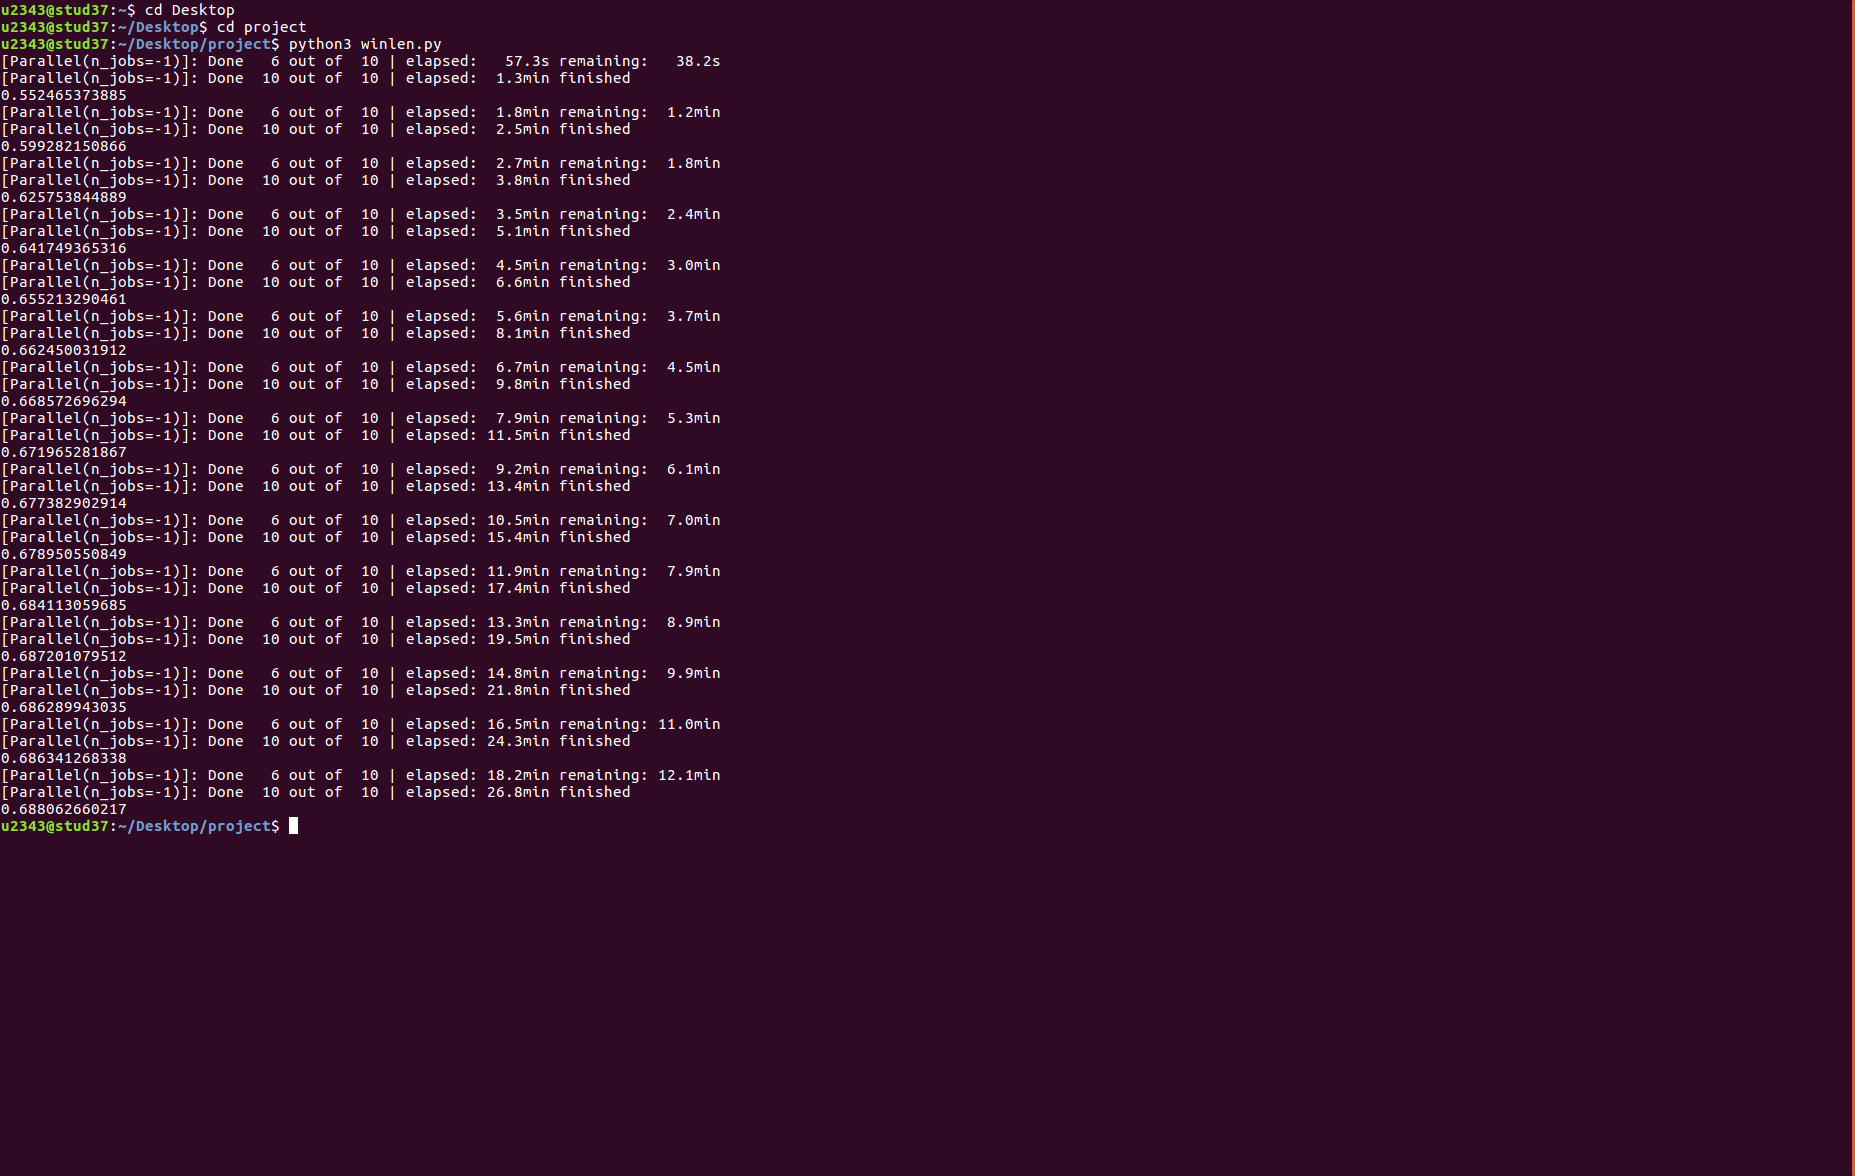 u2343@stud37:~$ cd Desktop
u2343@stud37:~/Desktop$ cd project
u2343@stud37:~/Desktop/project$ python3 winlen.py
[Parallel(n_jobs=-1)]: Done   6 out of  10 | elapsed:   57.3s remaining:   38.2s
[Parallel(n_jobs=-1)]: Done  10 out of  10 | elapsed:  1.3min finished
0.552465373885
[Parallel(n_jobs=-1)]: Done   6 out of  10 | elapsed:  1.8min remaining:  1.2min
[Parallel(n_jobs=-1)]: Done  10 out of  10 | elapsed:  2.5min finished
0.599282150866
[Parallel(n_jobs=-1)]: Done   6 out of  10 | elapsed:  2.7min remaining:  1.8min
[Parallel(n_jobs=-1)]: Done  10 out of  10 | elapsed:  3.8min finished
0.625753844889
[Parallel(n_jobs=-1)]: Done   6 out of  10 | elapsed:  3.5min remaining:  2.4min
[Parallel(n_jobs=-1)]: Done  10 out of  10 | elapsed:  5.1min finished
0.641749365316
[Parallel(n_jobs=-1)]: Done   6 out of  10 | elapsed:  4.5min remaining:  3.0min
[Parallel(n_jobs=-1)]: Done  10 out of  10 | elapsed:  6.6min finished
0.655213290461
[Parallel(n_jobs=-1)]: Done   6 out of  10 | elapsed:  5.6min remaining:  3.7min
[Parallel(n_jobs=-1)]: Done  10 out of  10 | elapsed:  8.1min finished
0.662450031912
[Parallel(n_jobs=-1)]: Done   6 out of  10 | elapsed:  6.7min remaining:  4.5min
[Parallel(n_jobs=-1)]: Done  10 out of  10 | elapsed:  9.8min finished
0.668572696294
[Parallel(n_jobs=-1)]: Done   6 out of  10 | elapsed:  7.9min remaining:  5.3min
[Parallel(n_jobs=-1)]: Done  10 out of  10 | elapsed: 11.5min finished
0.671965281867
[Parallel(n_jobs=-1)]: Done   6 out of  10 | elapsed:  9.2min remaining:  6.1min
[Parallel(n_jobs=-1)]: Done  10 out of  10 | elapsed: 13.4min finished
0.677382902914
[Parallel(n_jobs=-1)]: Done   6 out of  10 | elapsed: 10.5min remaining:  7.0min
[Parallel(n_jobs=-1)]: Done  10 out of  10 | elapsed: 15.4min finished
0.678950550849
[Parallel(n_jobs=-1)]: Done   6 out of  10 | elapsed: 11.9min remaining:  7.9min
[Parallel(n_jobs=-1)]: Done  10 out of  10 | elapsed: 17.4min finished
0.684113059685
[Parallel(n_jobs=-1)]: Done   6 out of  10 | elapsed: 13.3min remaining:  8.9min
[Parallel(n_jobs=-1)]: Done  10 out of  10 | elapsed: 19.5min finished
0.687201079512
[Parallel(n_jobs=-1)]: Done   6 out of  10 | elapsed: 14.8min remaining:  9.9min
[Parallel(n_jobs=-1)]: Done  10 out of  10 | elapsed: 21.8min finished
0.686289943035
[Parallel(n_jobs=-1)]: Done   6 out of  10 | elapsed: 16.5min remaining: 11.0min
[Parallel(n_jobs=-1)]: Done  10 out of  10 | elapsed: 24.3min finished
0.686341268338
[Parallel(n_jobs=-1)]: Done   6 out of  10 | elapsed: 18.2min remaining: 12.1min
[Parallel(n_jobs=-1)]: Done  10 out of  10 | elapsed: 26.8min finished
0.688062660217
u2343@stud37:~/Desktop/project$